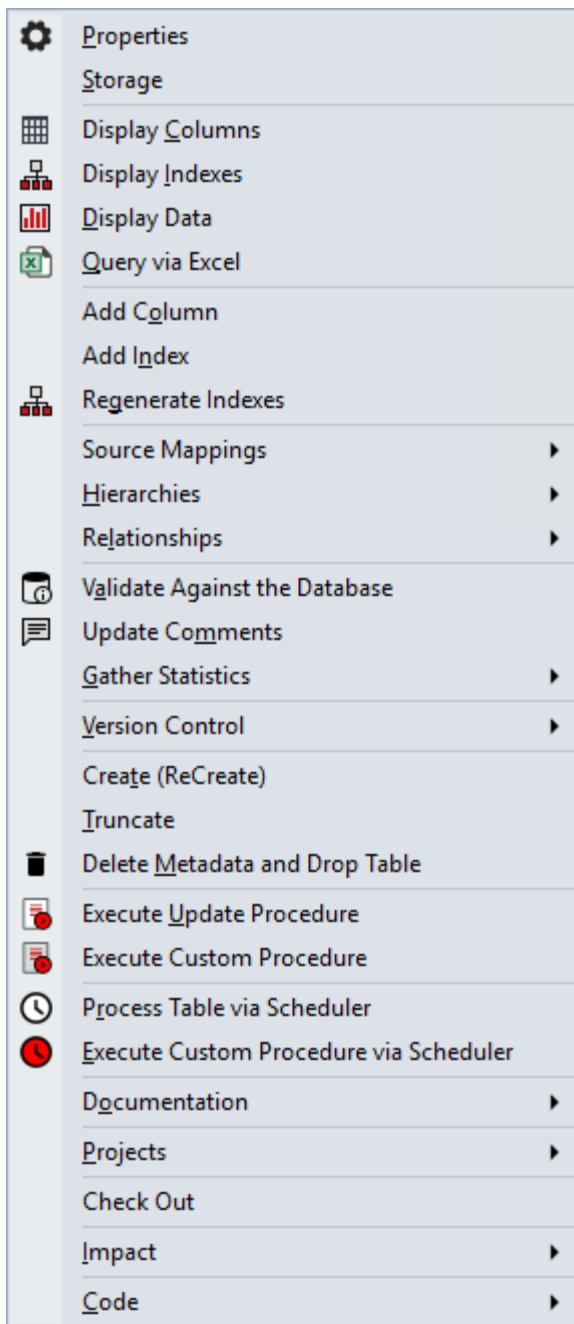 Properties
Storage
Display Columns
Display Indexes
Display Data
Query via Excel
Add Column
Add Index
Regenerate Indexes
Source Mappings
Hierarchies
Relationships
Validate Against the Database
Update Comments
Gather Statistics
Version Control
Create (ReCreate)
Truncate
Delete Metadata and Drop Table
Execute Update Procedure
Execute Custom Procedure
Process Table via Scheduler
Execute Custom Procedure via Scheduler
Documentation
Projects
Check Out
Impact
Code